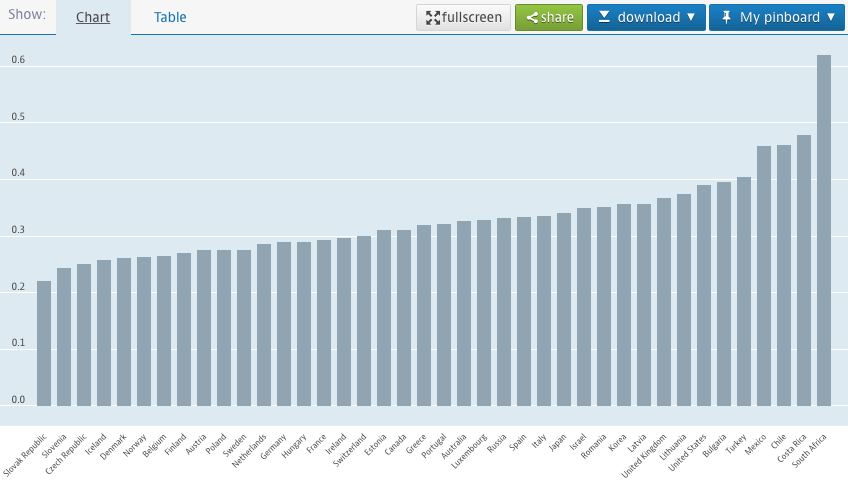 Show: Chart Table fullscreen share download ▼ My pinboard ▼
0.6
0.5
0.4
0.3
0.2
0.1
0.0
Slovak Republic
Slovenia
Czech Republic
Iceland
Denmark
Norway
Belgium
Finland
Austria
Poland
Sweden
Netherlands
Germany
Hungary
France
Ireland
Switzerland
Estonia
Canada
Greece
Portugal
Australia
Luxembourg
Russia
Spain
Italy
Japan
Israel
Romania
Korea
Latvia
United Kingdom
Lithuania
United States
Bulgaria
Turkey
Mexico
Chile
Costa Rica
South Africa